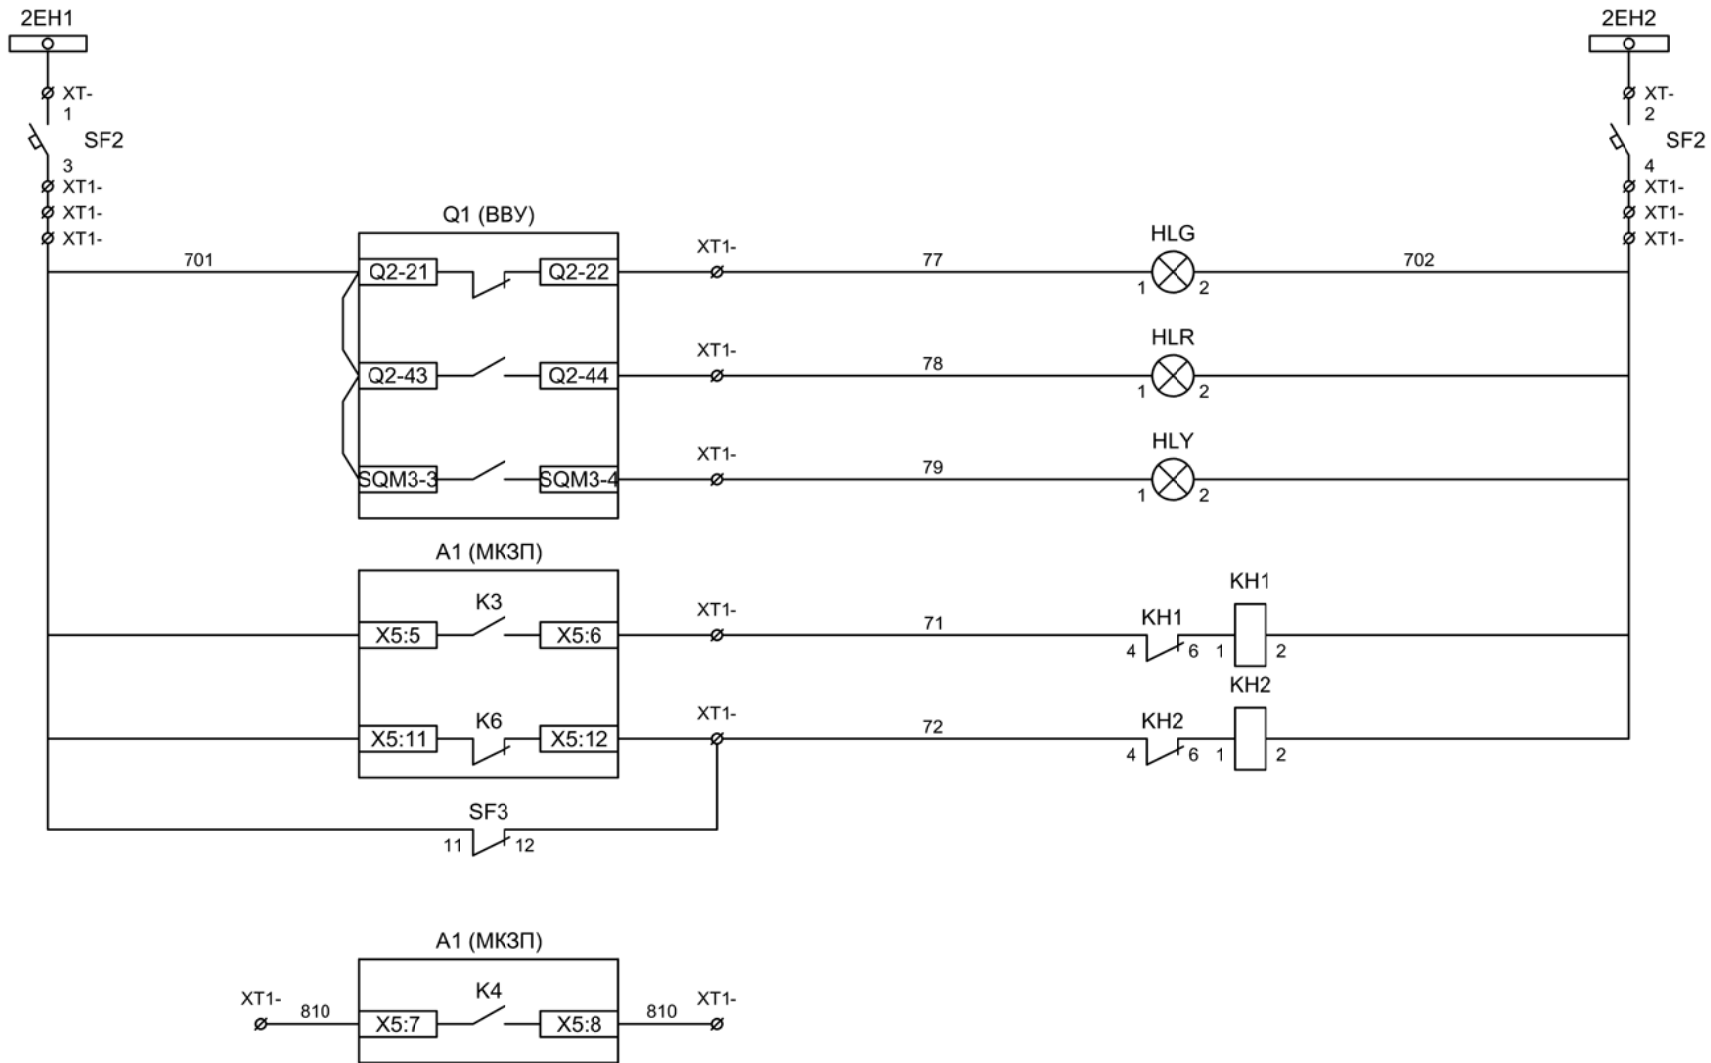 2EH1
2EH2
XT-
XT-
1
2
SF2
SF2
3
4
XT1-
XT1-
XT1-
XT1-
XT1-
XT1-
Q1 (ВВУ)
701
Q2-21
Q2-22
XT1-
77
HLG
1
2
702
Q2-43
Q2-44
XT1-
78
HLR
1
2
SQM3-3
SQM3-4
XT1-
79
HLY
1
2
A1 (МКЗП)
X5:5
K3
X5:6
XT1-
71
KH1
4
6
KH1
1
2
X5:11
K6
X5:12
XT1-
72
KH2
4
6
KH2
1
2
SF3
11
12
A1 (МКЗП)
XT1-
810
X5:7
K4
X5:8
810
XT1-